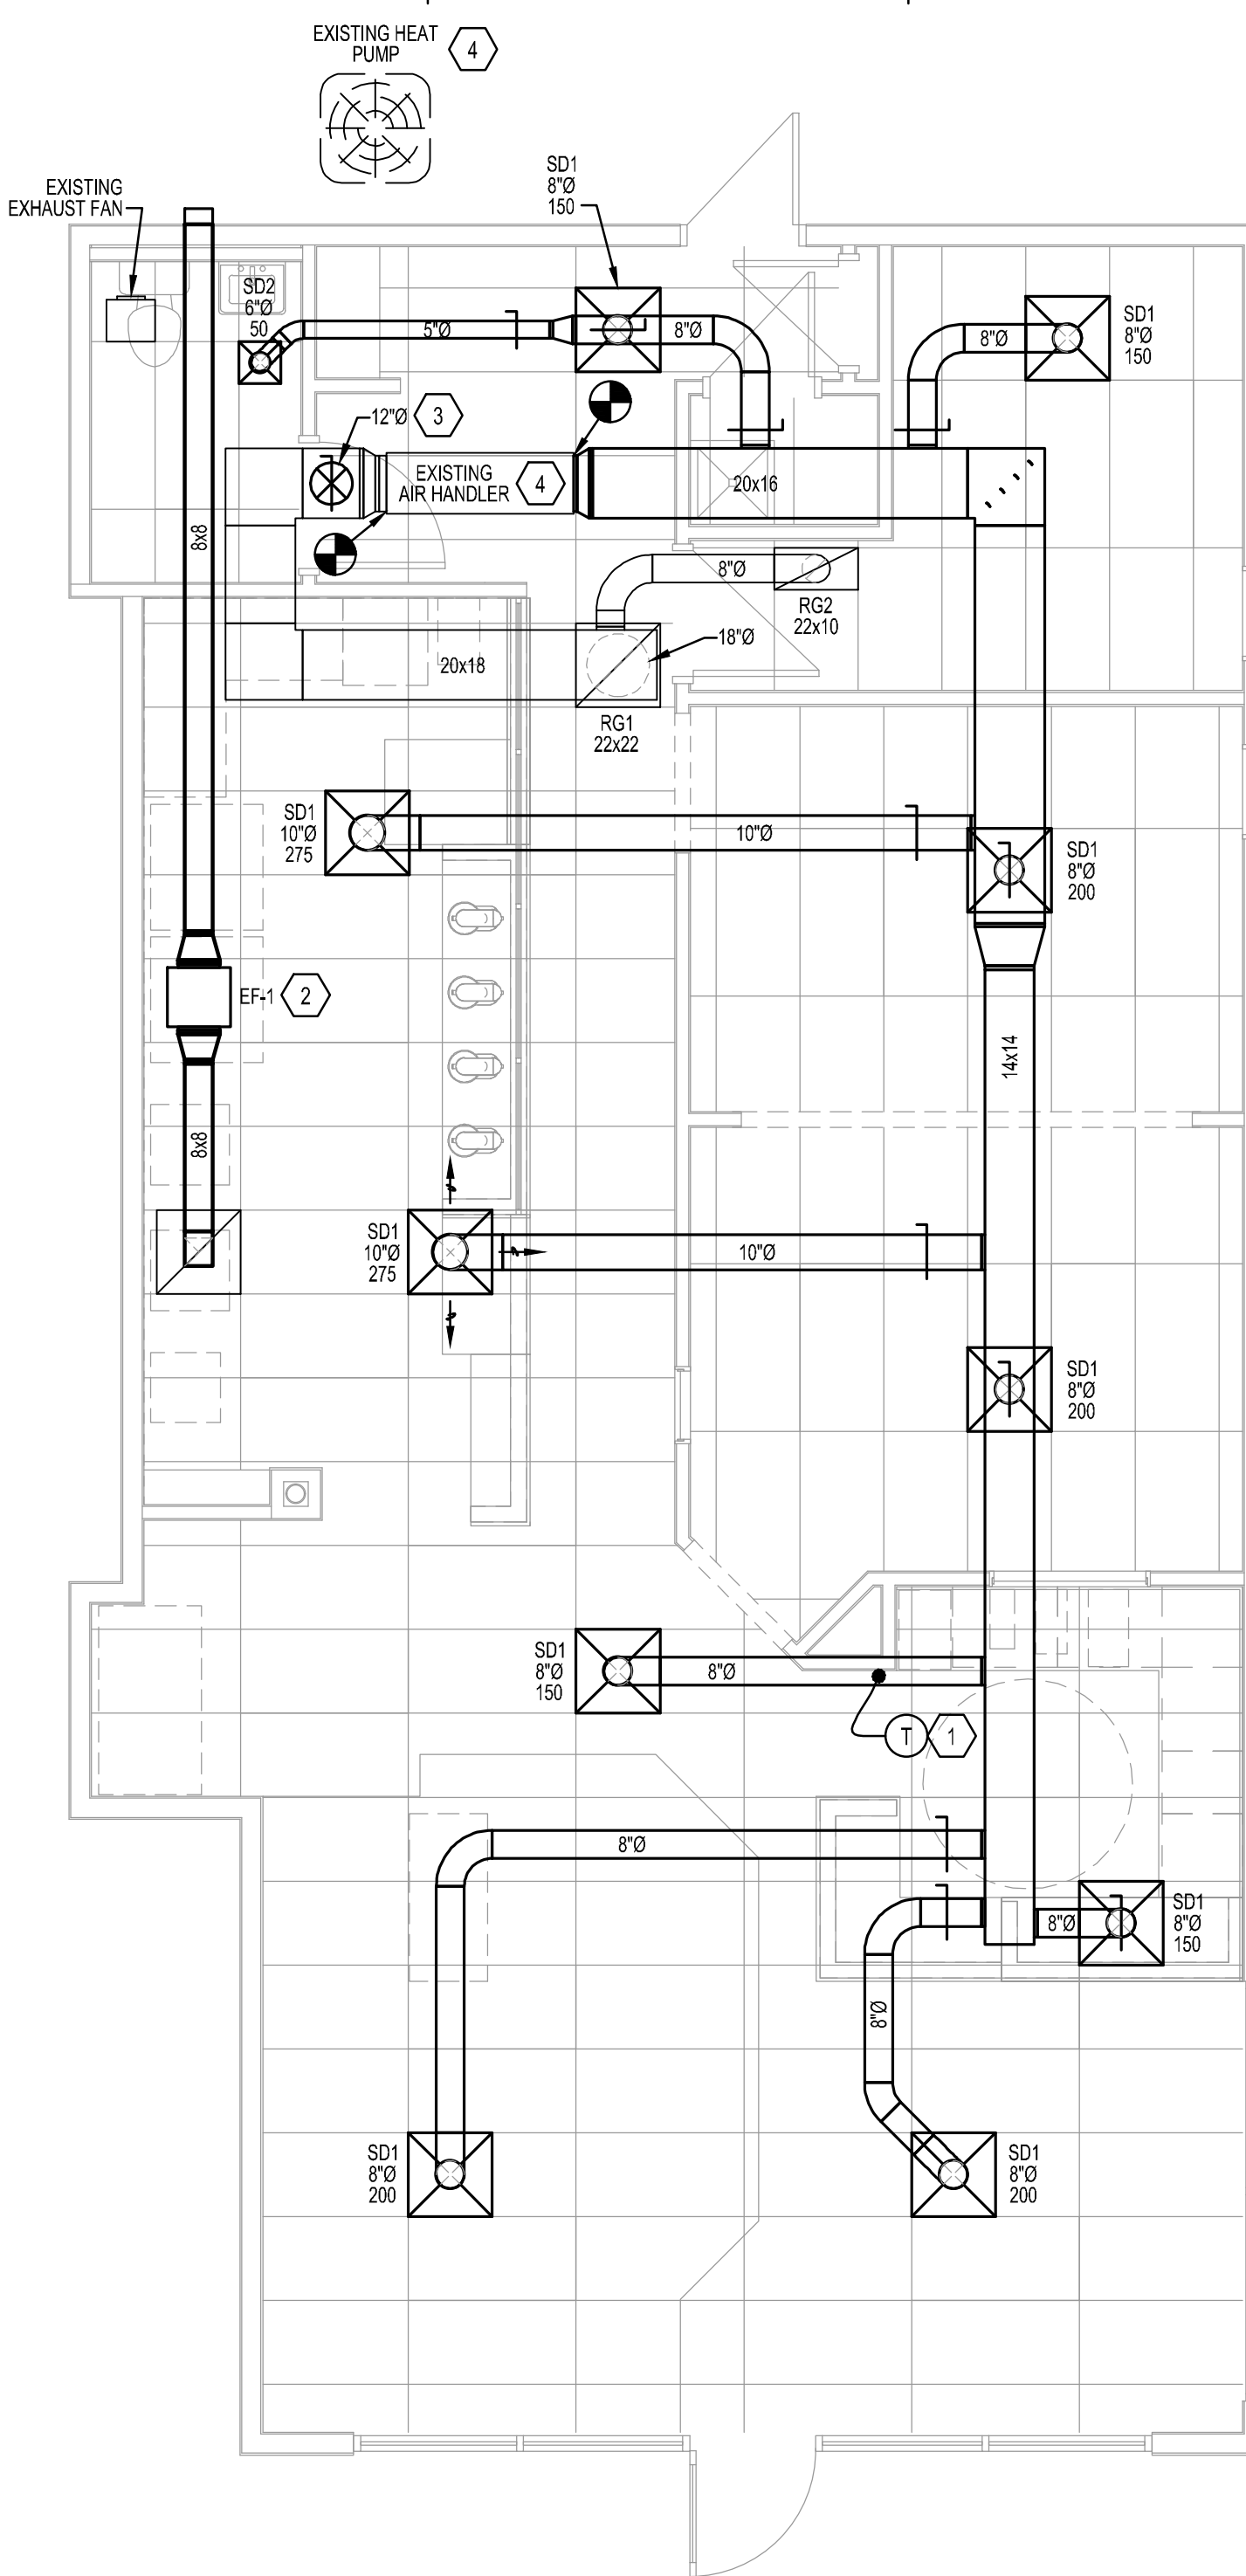 EXISTING HEAT
PUMP
4
EXISTING
EXHAUST FAN
SD1
8"Ø
150
SD2
6"Ø
50
5"Ø
8"Ø
8"Ø
SD1
8"Ø
150
12"Ø
3
EXISTING
AIR HANDLER
4
20x16
8x8
8"Ø
RG2
22x10
18"Ø
20x18
RG1
22x22
SD1
10"Ø
275
10"Ø
SD1
8"Ø
200
EF-1
2
14x14
8x8
SD1
10"Ø
275
10"Ø
SD1
8"Ø
200
SD1
8"Ø
150
8"Ø
T
1
8"Ø
8"Ø
SD1
8"Ø
150
8"Ø
SD1
8"Ø
200
SD1
8"Ø
200